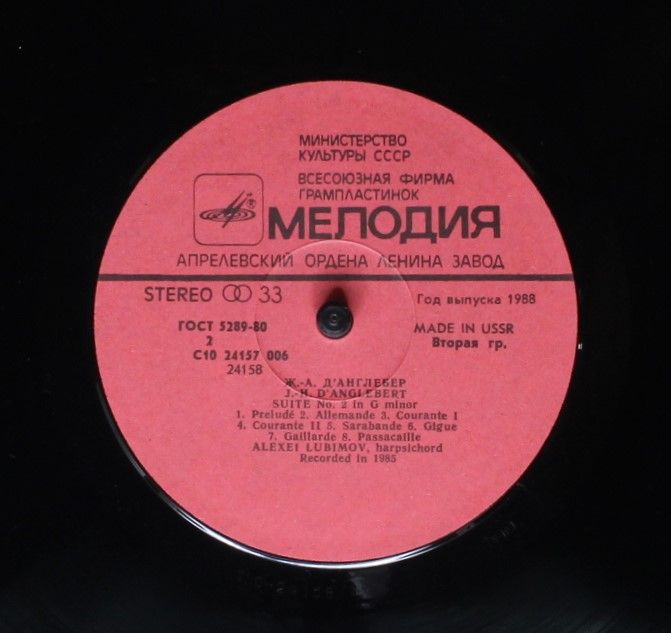 МИНИСТЕРСТВО
КУЛЬТУРЫ СССР
ВСЕСОЮЗНАЯ ФИРМА
ГРАМПЛАСТИНОК
МЕЛОДИЯ
АПРЕЛЕВСКИЙ ОРДЕНА ЛЕНИНА ЗАВОД
STEREO 33
Год выпуска 1988
ГОСТ 5289-80
MADE IN USSR
2
Вторая гр.
С10 24157 006
24158
Ж.-А. Д'АНГЛЕБЕР
J.-H. D'ANGLEBERT
SUITE No. 2 in G minor
1. Prelude 2. Allemande 3. Courante I
4. Courante II 5. Sarabande 6. Gigue
7. Gaillarde 8. Passacaille
ALEXEI LUBIMOV, harpsichord
Recorded in 1985